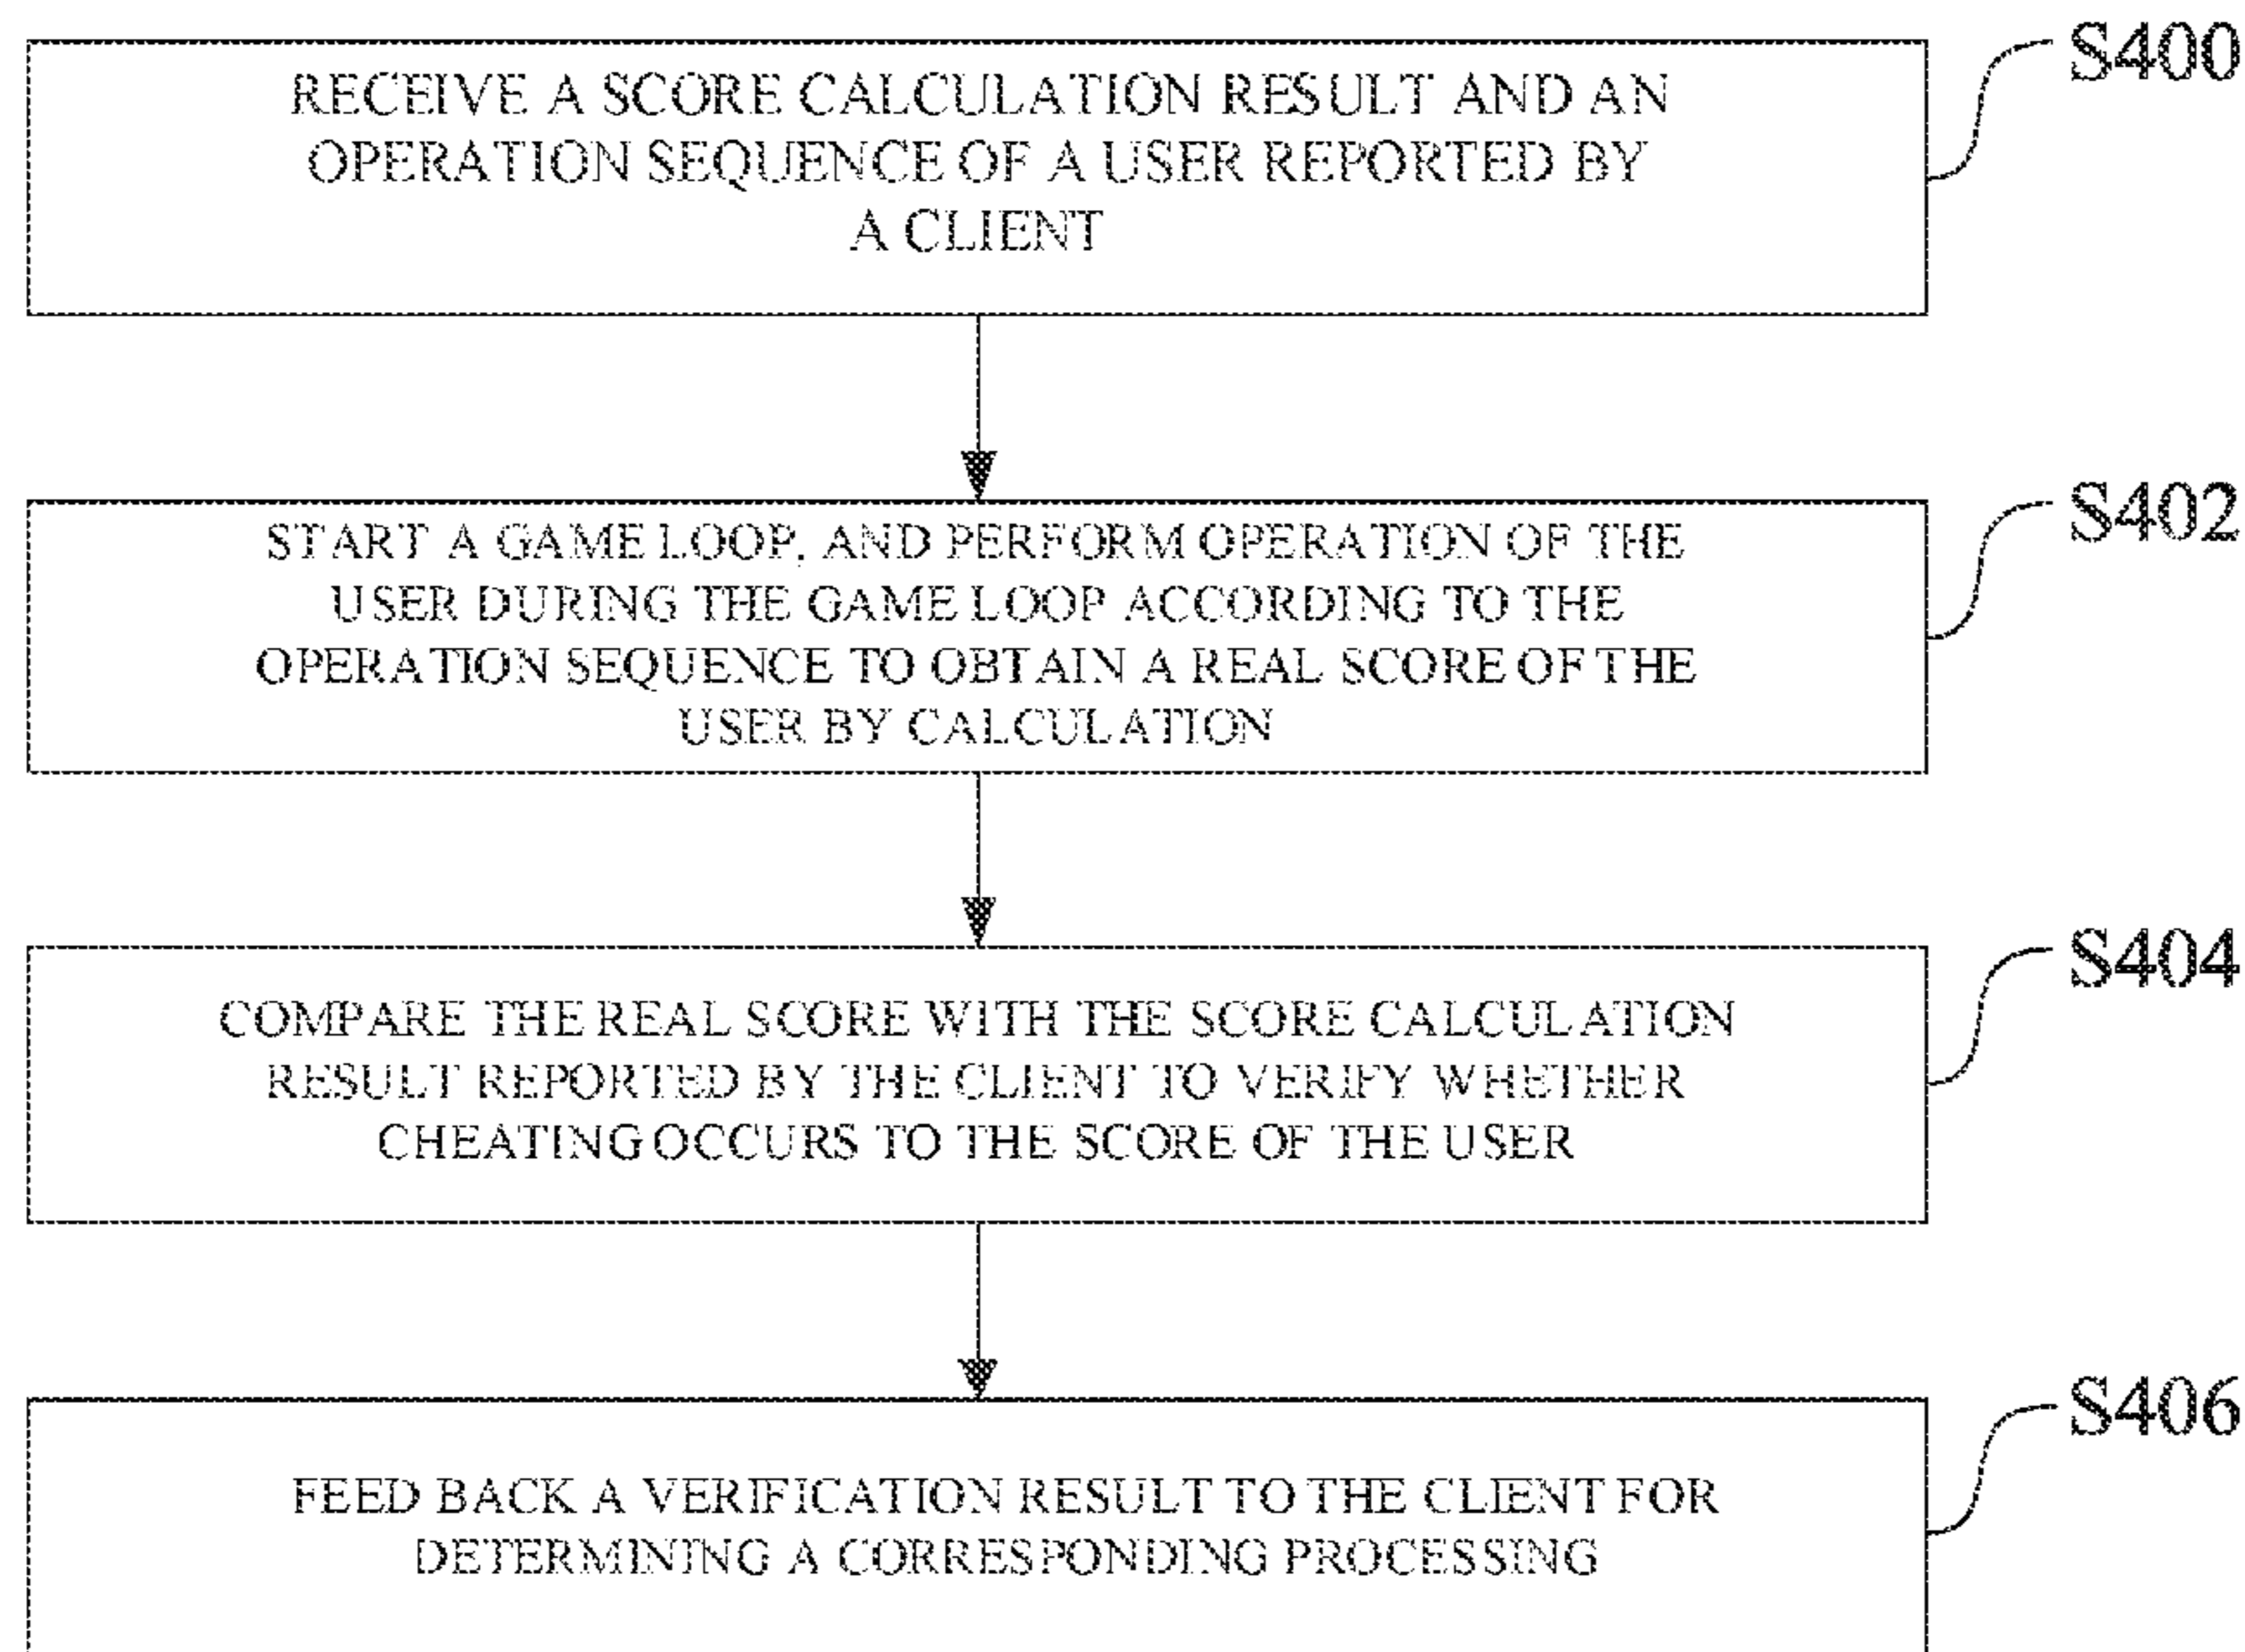 S400
RECEIVE A SCORE CALCULATION RESULT AND AN
OPERATION SEQUENCE OF A USER REPORTED BY
A CLIENT
S402
START A GAME LOOP, AND PERFORM OPERATION OF THE
USER DURING THE GAME LOOP ACCORDING TO THE
OPERATION SEQUENCE TO OBTAIN A REAL SCORE OF THE
USER BY CALCULATION
S404
COMPARE THE REAL SCORE WITH THE SCORE CALCULATION
RESULT REPORTED BY THE CLIENT TO VERIFY WHETHER
CHEATING OCCURS TO THE SCORE OF THE USER
S406
FEED BACK A VERIFICATION RESULT TO THE CLIENT FOR
DETERMINING A CORRESPONDING PROCESSING